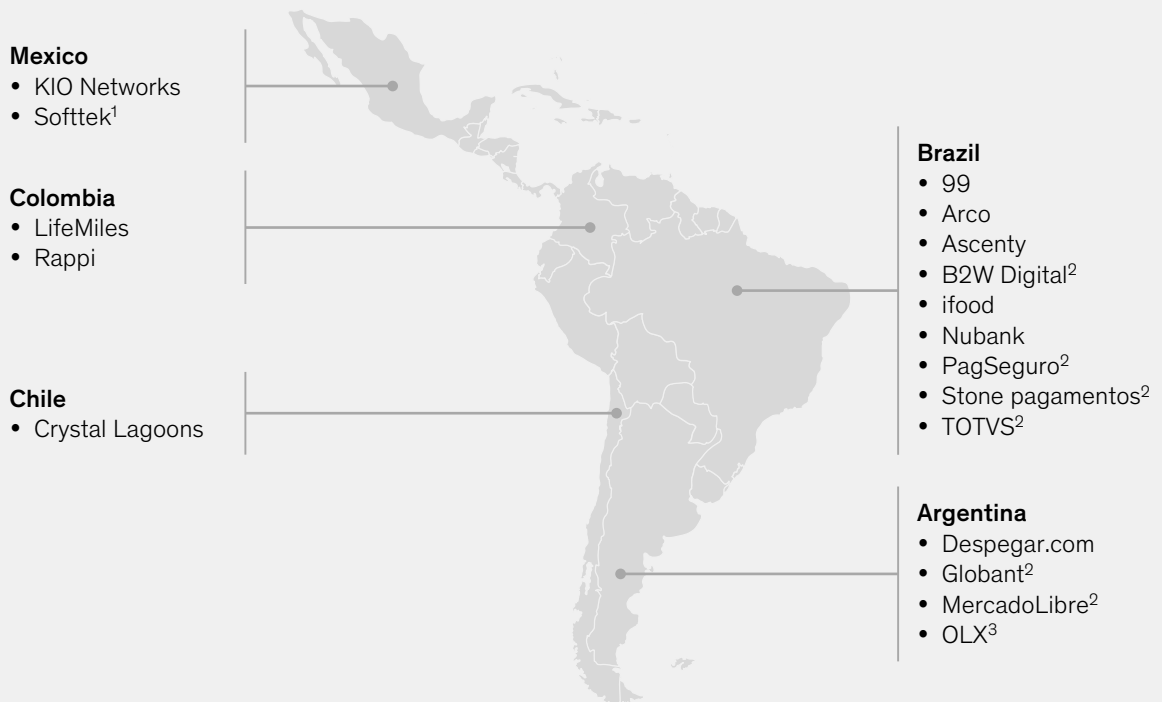 Mexico
• KIO Networks
• Softtek¹
Colombia
• LifeMiles
• Rappi
Chile
• Crystal Lagoons
Brazil
• 99
• Arco
• Ascenty
• B2W Digital²
• ifood
• Nubank
• PagSeguro²
• Stone pagamentos²
• TOTVS²
Argentina
• Despegar.com
• Globant²
• MercadoLibre²
• OLX³